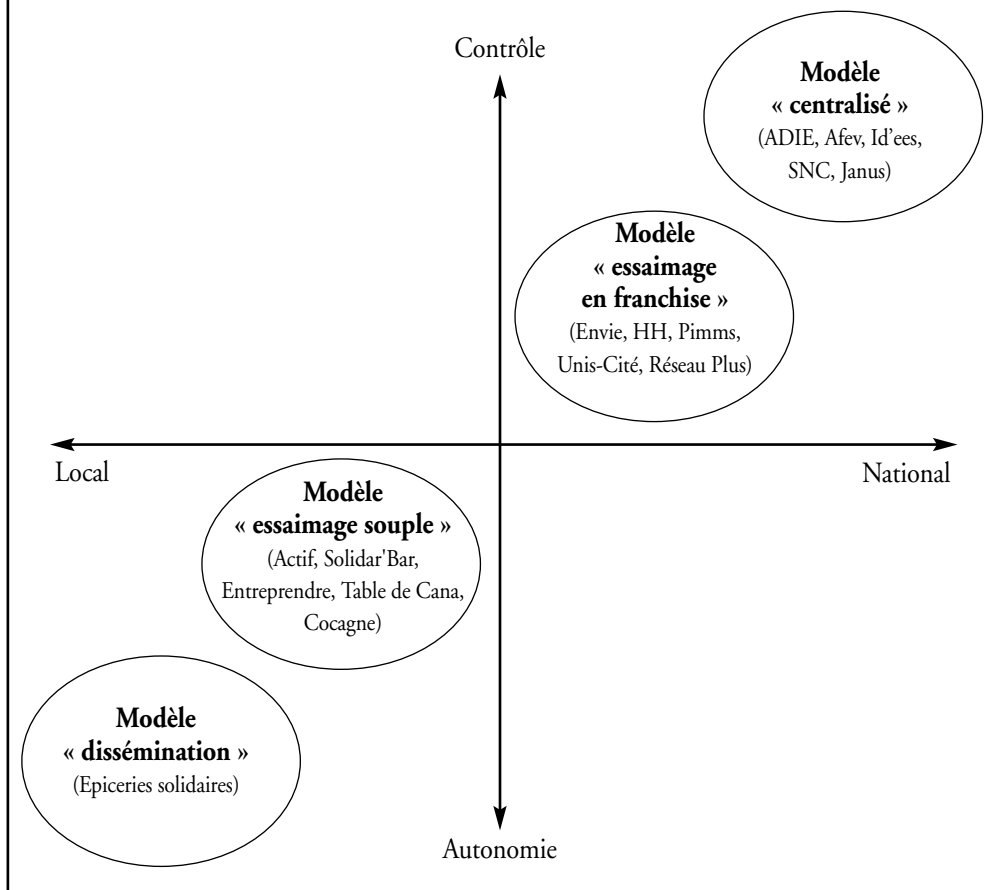 Contrôle
Modèle
« centralisé »
(ADIE, Afev, Id’ees,
SNC, Janus)
Modèle
« essaimage
en franchise »
(Envie, HH, Pimms,
Unis-Cité, Réseau Plus)
Local
National
Modèle
« essaimage souple »
(Actif, Solidar'Bar,
Entreprendre, Table de Cana,
Cocagne)
Modèle
« dissémination »
(Epiceries solidaires)
Autonomie